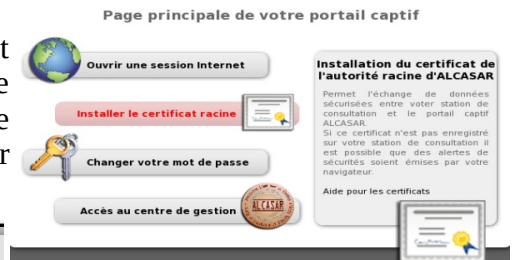 Page principale de votre portail captif
t
e
e
r
Ouvrir une session Internet
Installer le certificat racine
Changer votre mot de passe
Accès au centre de gestion
ALCASAR
Installation du certificat de
l'autorité racine d'ALCASAR
Permet l'échange de données
sécurisées entre voter station de
consultation et le portail captif
ALCASAR.
Si ce certificat n'est pas enregistré
sur votre station de consultation il
est possible que des alertes de
sécurités soient émises par votre
navigateur.
Aide pour les certificats